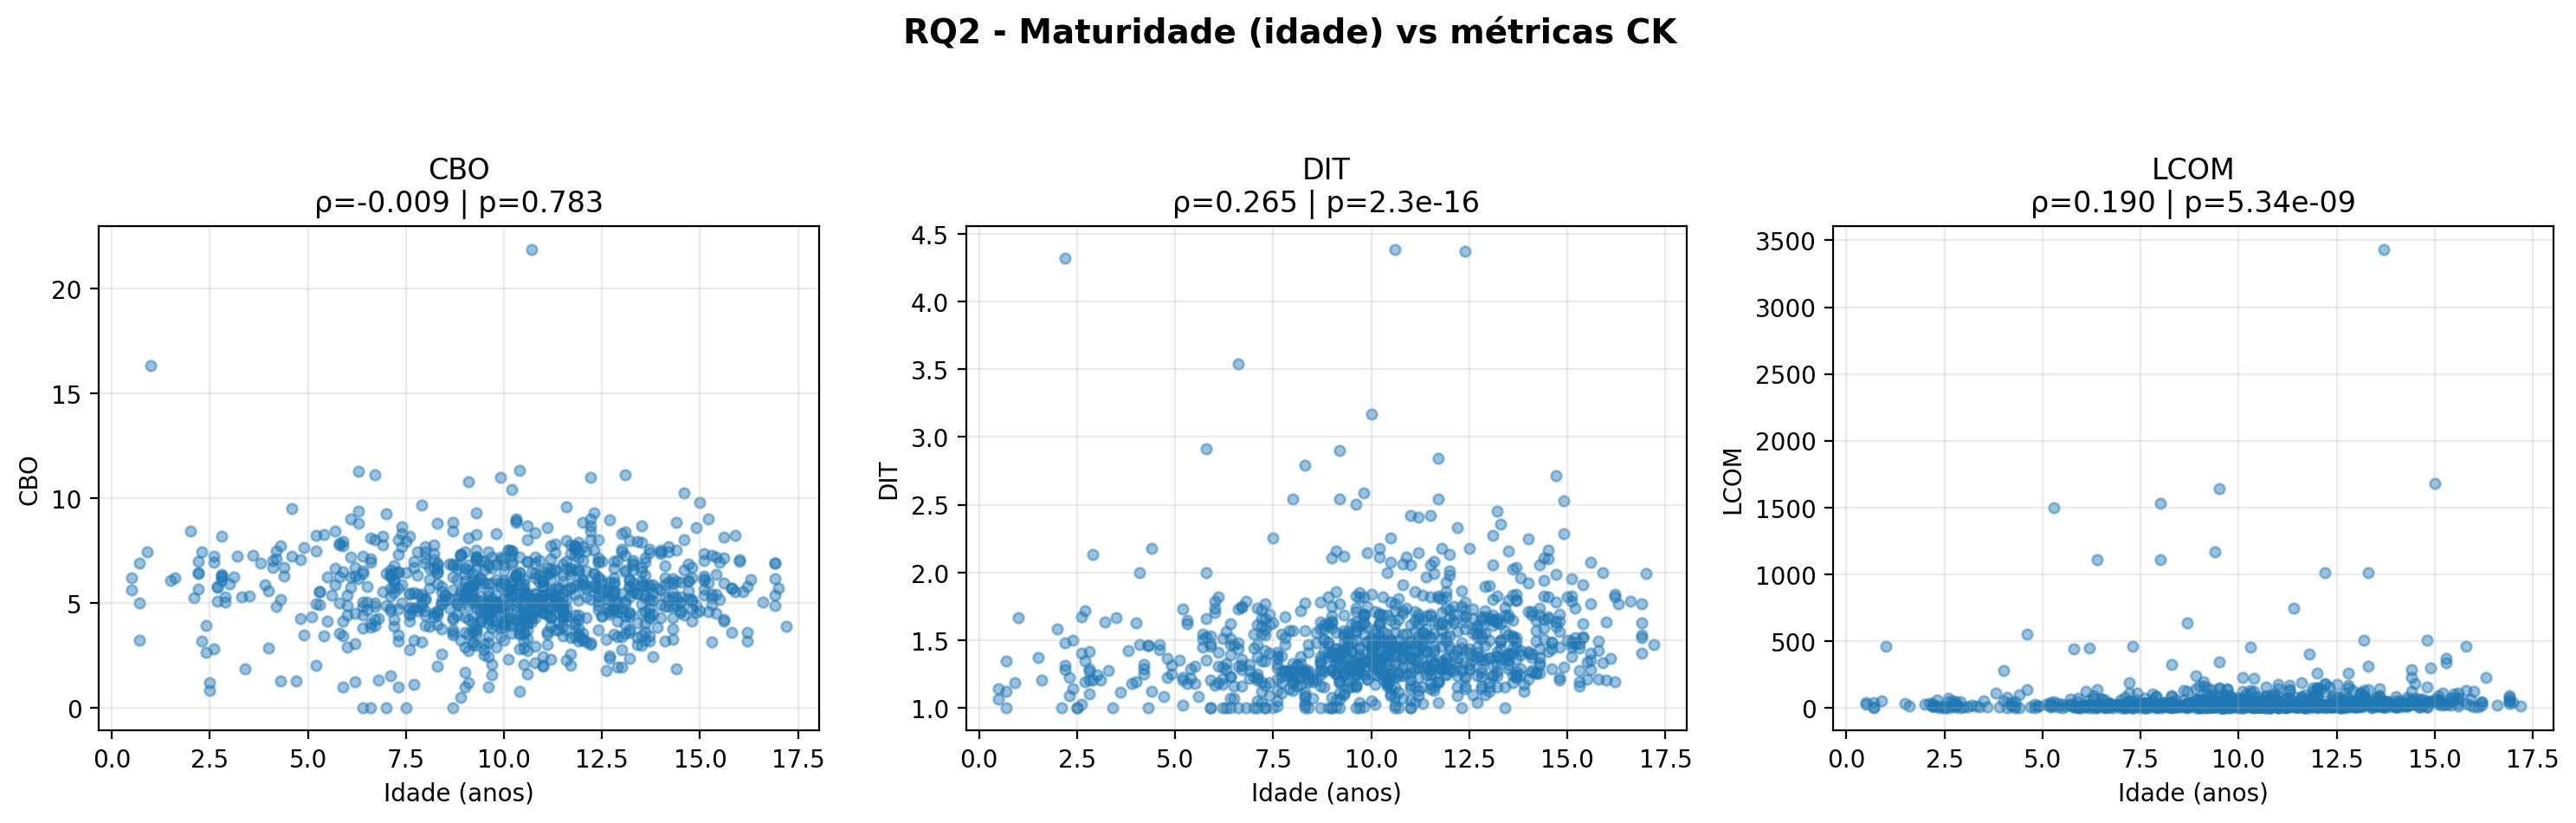 RQ2 - Maturidade (idade) vs métricas CK
CBO
ρ=-0.009 | p=0.783
CBO
20
15
10
5
0
0.0 2.5 5.0 7.5 10.0 12.5 15.0 17.5
Idade (anos)
DIT
ρ=0.265 | p=2.3e-16
DIT
4.5
4.0
3.5
3.0
2.5
2.0
1.5
1.0
0.0 2.5 5.0 7.5 10.0 12.5 15.0 17.5
Idade (anos)
LCOM
ρ=0.190 | p=5.34e-09
LCOM
3500
3000
2500
2000
1500
1000
500
0
0.0 2.5 5.0 7.5 10.0 12.5 15.0 17.5
Idade (anos)